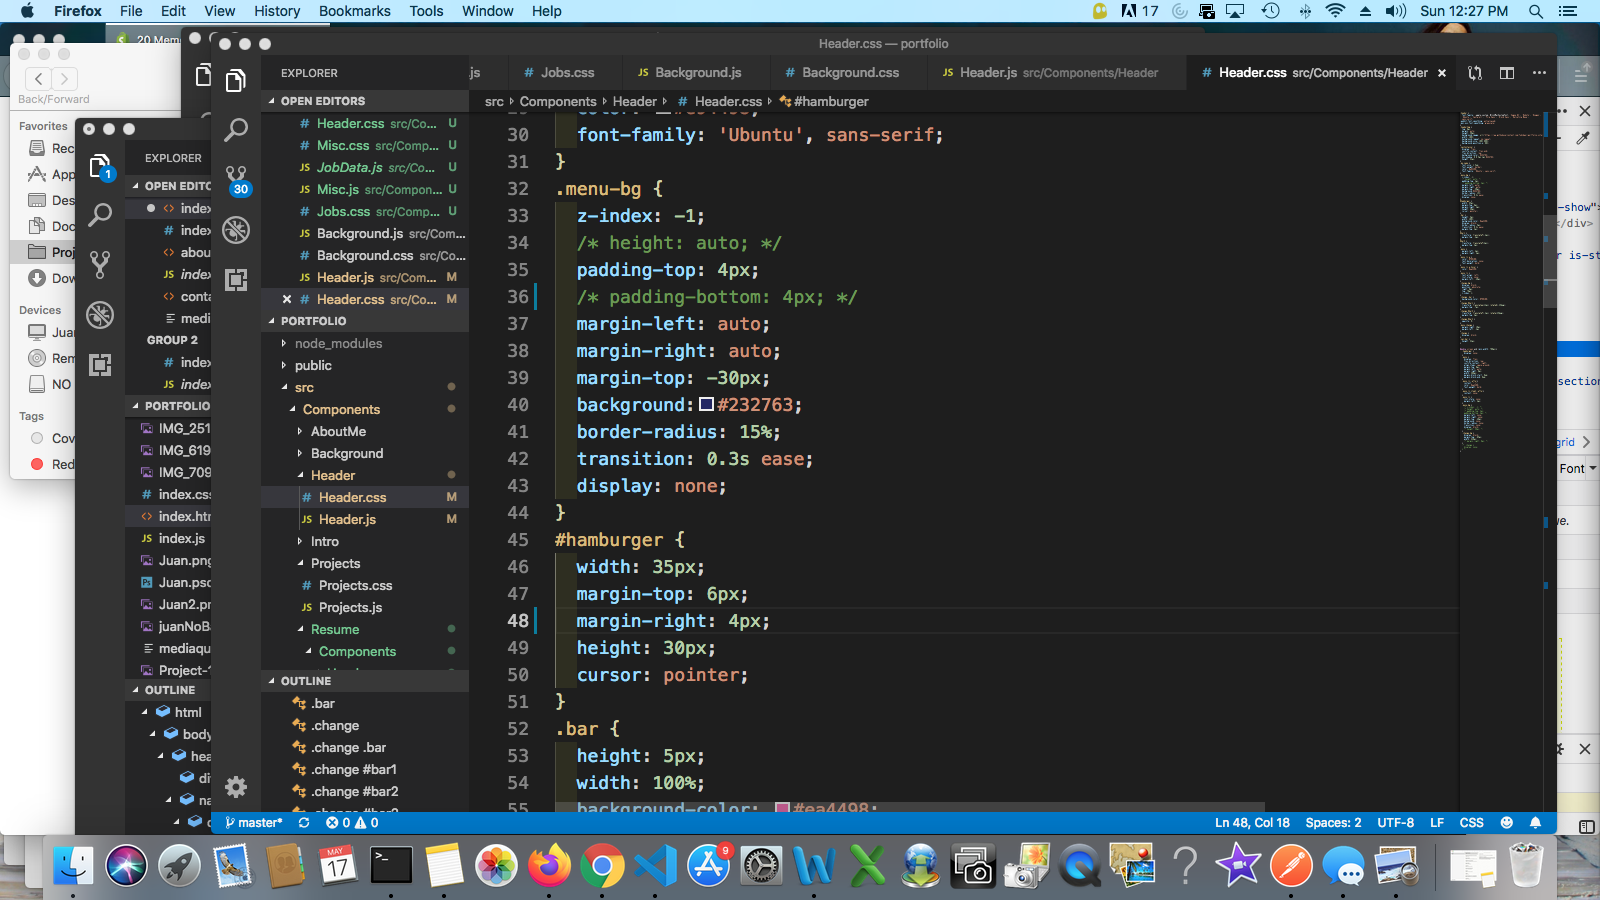 Firefox File Edit View History Bookmarks Tools Window Help 17 Sun 12:27 PM
20 Mem
Header.css — portfolio
Back/Forward
Favorites
Rec
App
Des
Doc
Proj
Dow
Devices
Juan
Rem
NO
Tags
Cov
Red
EXPLORER
1
OPEN EDITO
index
index
abou
index
conta
medi
GROUP 2
index
index
PORTFOLIO
IMG_251
IMG_619
IMG_709
index.cs
index.htm
index.js
Juan.png
Juan.psd
Juan2.pn
juanNoBa
mediaqu
Project-
OUTLINE
html
body
hea
di
na
EXPLORER
30
OPEN EDITORS
Header.css src/Co... U
Misc.css src/Comp... U
JobData.js src/Co... U
Misc.js src/Compon... U
Jobs.css src/Comp... U
Background.js src/Com...
Background.css src/Co...
Header.js src/Com... M
Header.css src/Co... M
PORTFOLIO
node_modules
public
src
Components
AboutMe
Background
Header
Header.css M
Header.js M
Intro
Projects
Projects.css
Projects.js
Resume
Components
OUTLINE
.bar
.change
.change .bar
.change #bar1
.change #bar2
js # Jobs.css JS Background.js # Background.css JS Header.js src/Components/Header # Header.css src/Components/Header
src Components Header # Header.css #hamburger
30 font-family: 'Ubuntu', sans-serif;
31 }
32 .menu-bg {
33 z-index: -1;
34 /* height: auto; */
35 padding-top: 4px;
36 /* padding-bottom: 4px; */
37 margin-left: auto;
38 margin-right: auto;
39 margin-top: -30px;
40 background: #232763;
41 border-radius: 15%;
42 transition: 0.3s ease;
43 display: none;
44 }
45 #hamburger {
46 width: 35px;
47 margin-top: 6px;
48 margin-right: 4px;
49 height: 30px;
50 cursor: pointer;
51 }
52 .bar {
53 height: 5px;
54 width: 100%;
55 background-color: #ea4498;
-show">
</div>
r is-st
section
grid
Font
ue.
master* 0 0 Ln 48, Col 18 Spaces: 2 UTF-8 LF CSS
MAY
17
9